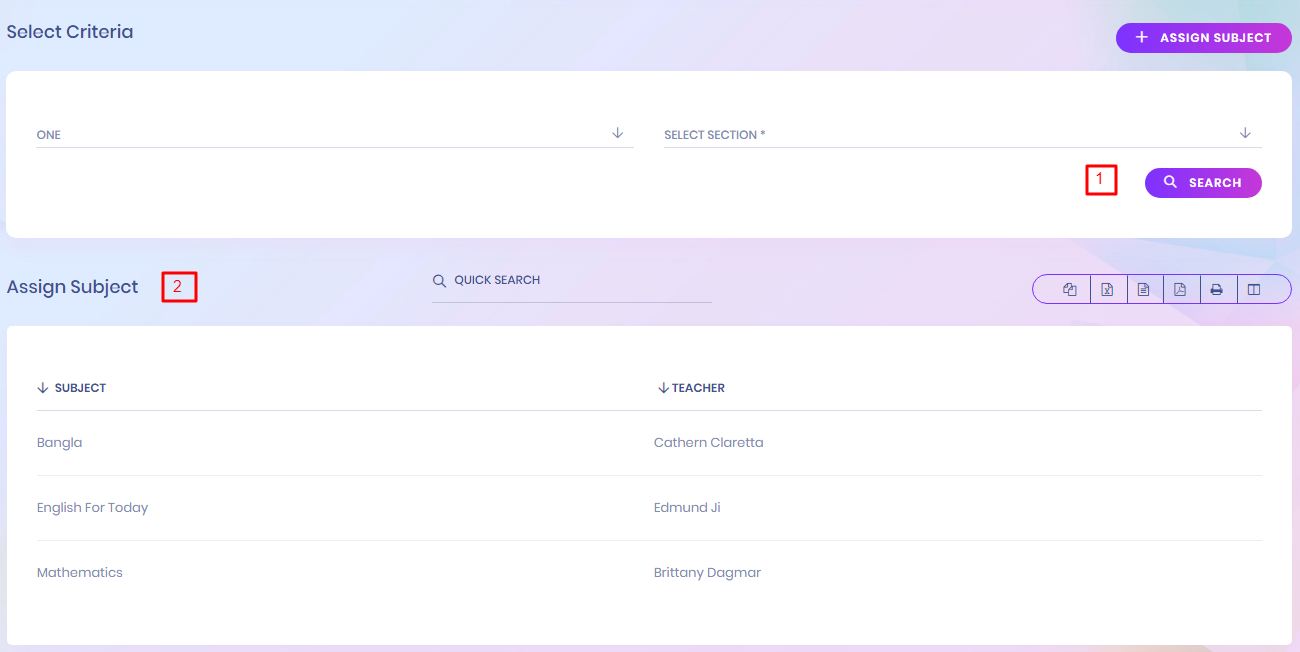 Select Criteria
+ ASSIGN SUBJECT
ONE
SELECT SECTION *
1
SEARCH
Assign Subject
2
QUICK SEARCH
SUBJECT TEACHER
Bangla Cathern Claretta
English For Today Edmund Ji
Mathematics Brittany Dagmar